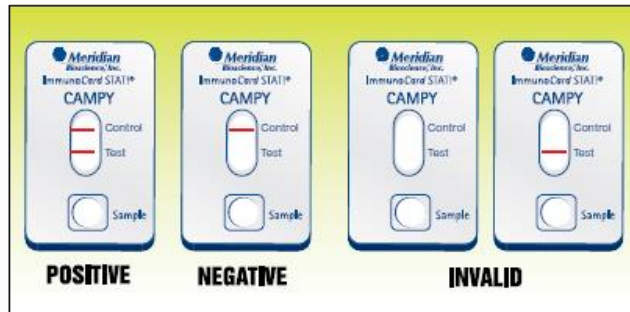 Meridian
Bioscience, Inc.
ImmunoCard STAT!®
CAMPY
Control
Test
Sample
POSITIVE
Meridian
Bioscience, Inc.
ImmunoCard STAT!®
CAMPY
Control
Test
Sample
NEGATIVE
Meridian
Bioscience, Inc.
ImmunoCard STAT!®
CAMPY
Control
Test
Sample
Meridian
Bioscience, Inc.
ImmunoCard STAT!®
CAMPY
Control
Test
Sample
INVALID